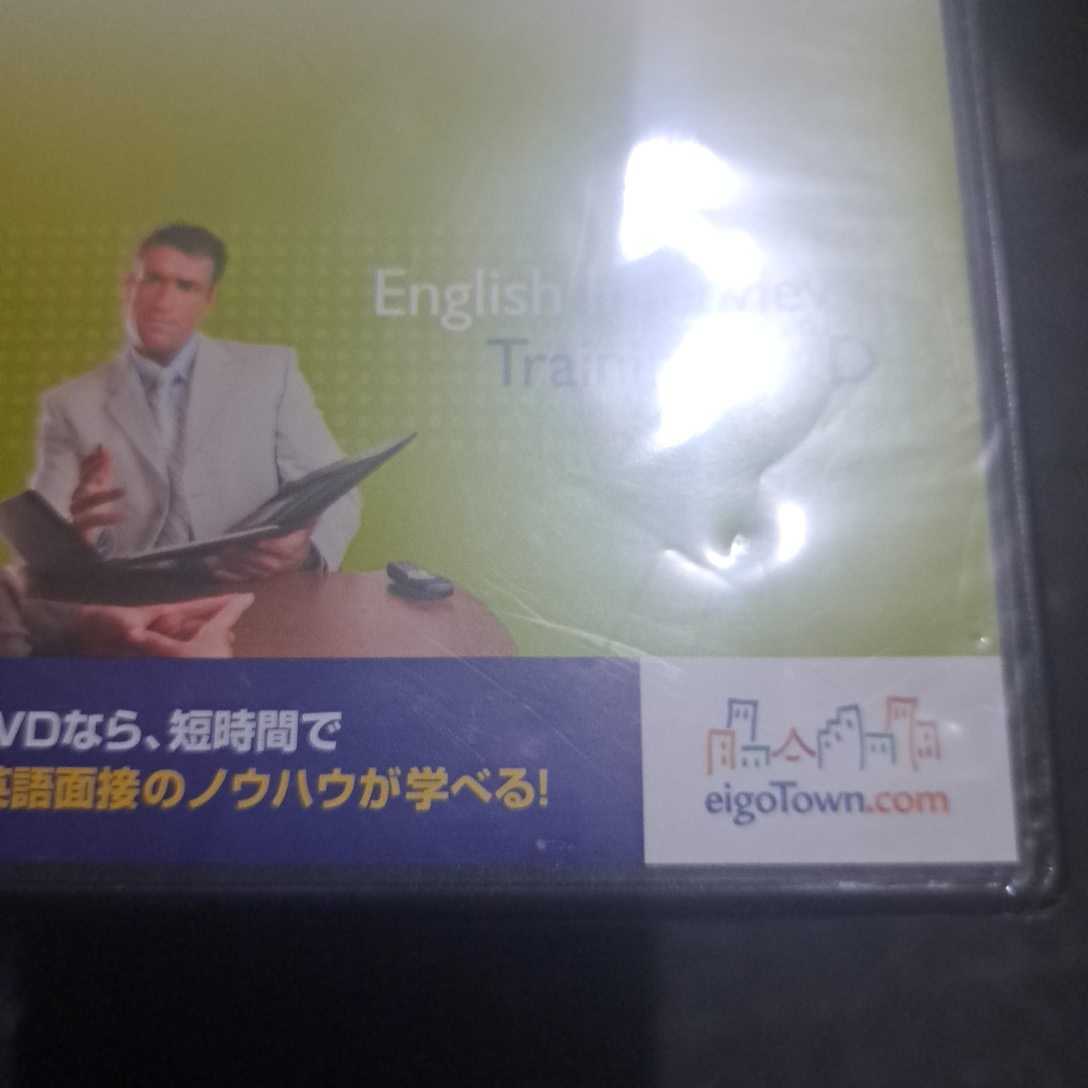 English
Training
VDなら、短時間で
英語面接のノウハウが学べる!
eigoTown.com